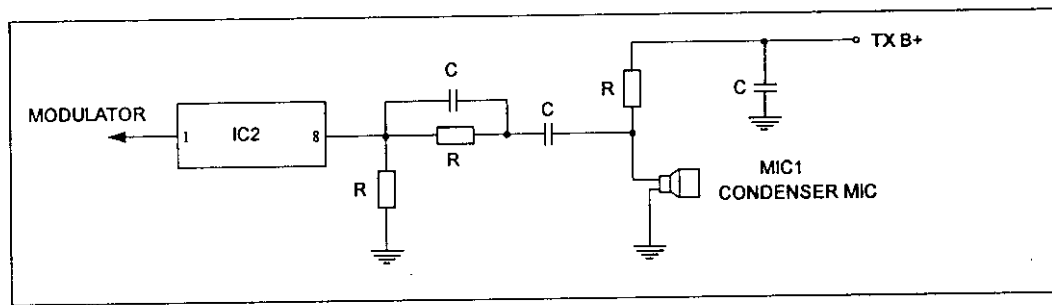 TX B+
C
R
C
C
MODULATOR
1 IC2 8
R
R
MIC1
CONDENSER MIC